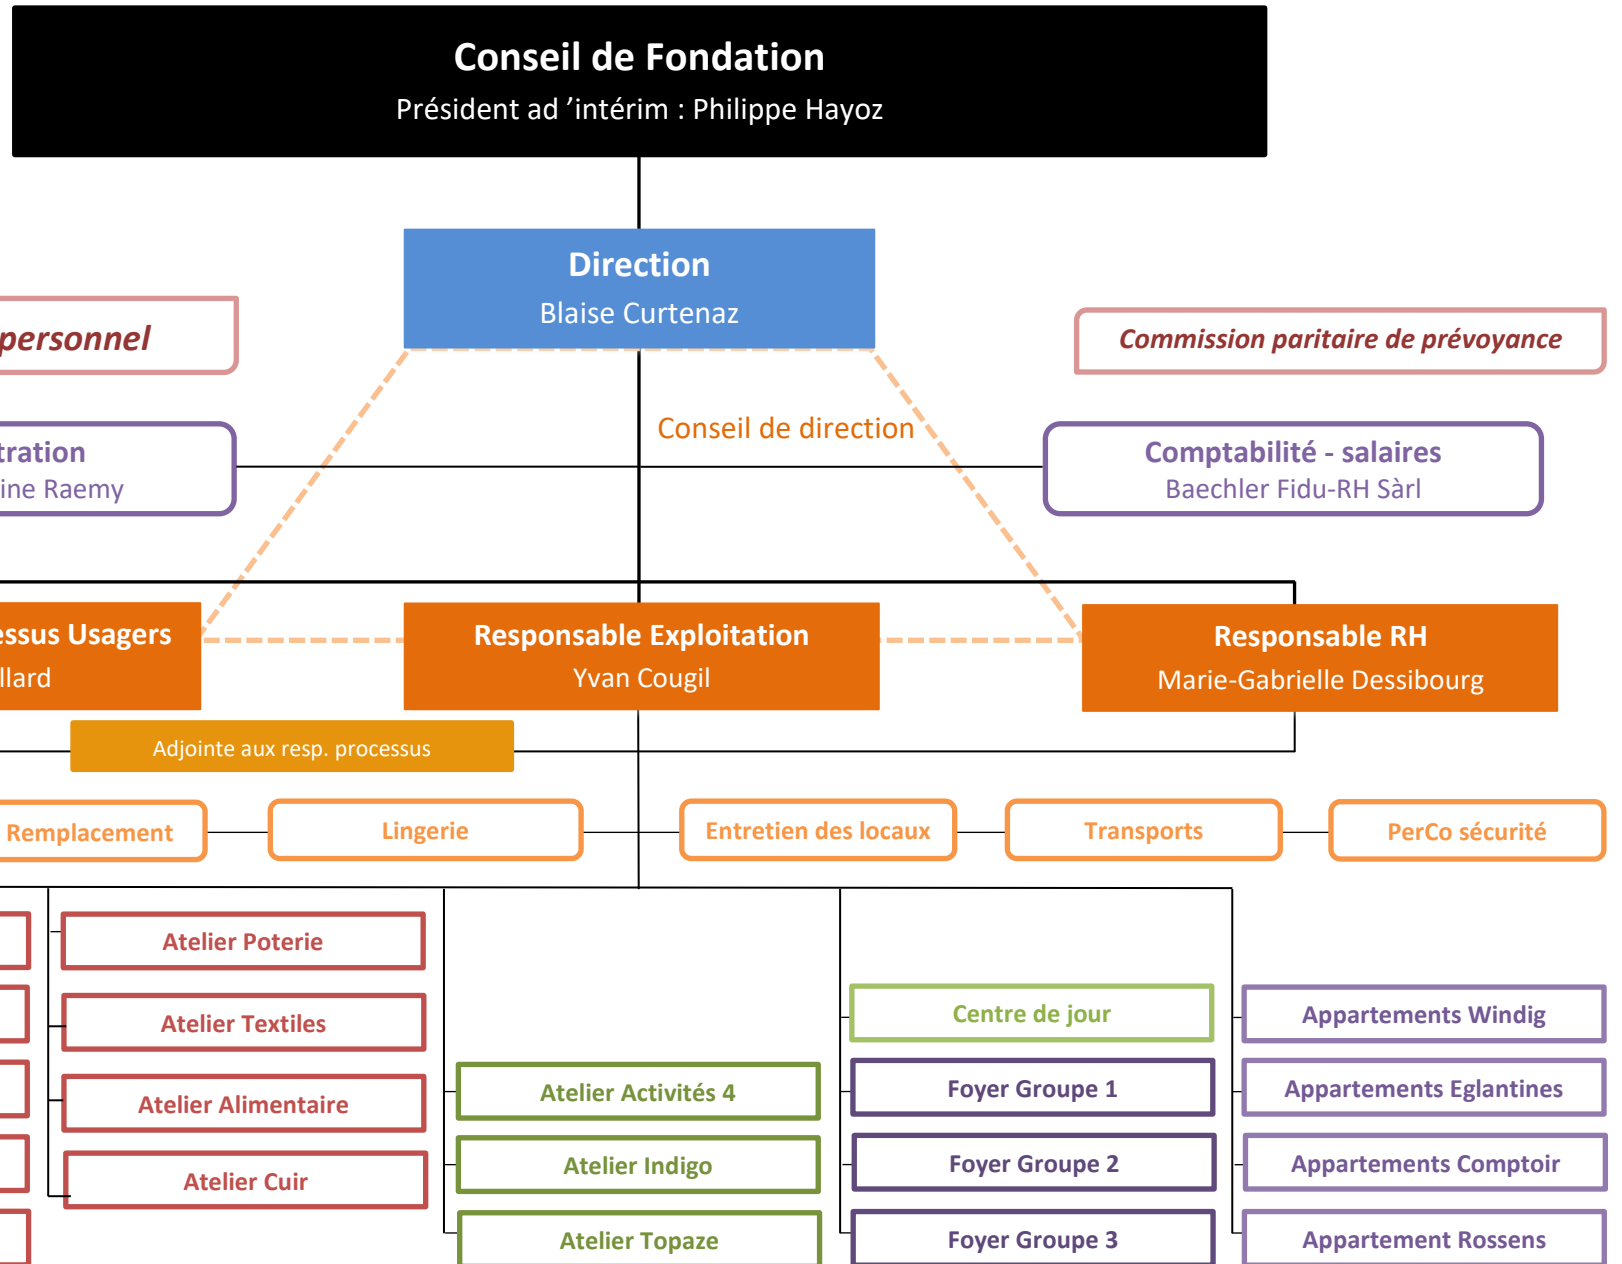 Conseil de Fondation
Président ad ’intérim : Philippe Hayoz
Direction
Blaise Curtenaz
personnel
Commission paritaire de prévoyance
Conseil de direction
tration
ine Raemy
Comptabilité - salaires
Baechler Fidu-RH Sàrl
essus Usagers
llard
Responsable Exploitation
Yvan Cougil
Responsable RH
Marie-Gabrielle Dessibourg
Adjointe aux resp. processus
Remplacement
Lingerie
Entretien des locaux
Transports
PerCo sécurité
Atelier Poterie
Atelier Textiles
Atelier Alimentaire
Atelier Cuir
Atelier Activités 4
Atelier Indigo
Atelier Topaze
Centre de jour
Foyer Groupe 1
Foyer Groupe 2
Foyer Groupe 3
Appartements Windig
Appartements Eglantines
Appartements Comptoir
Appartement Rossens